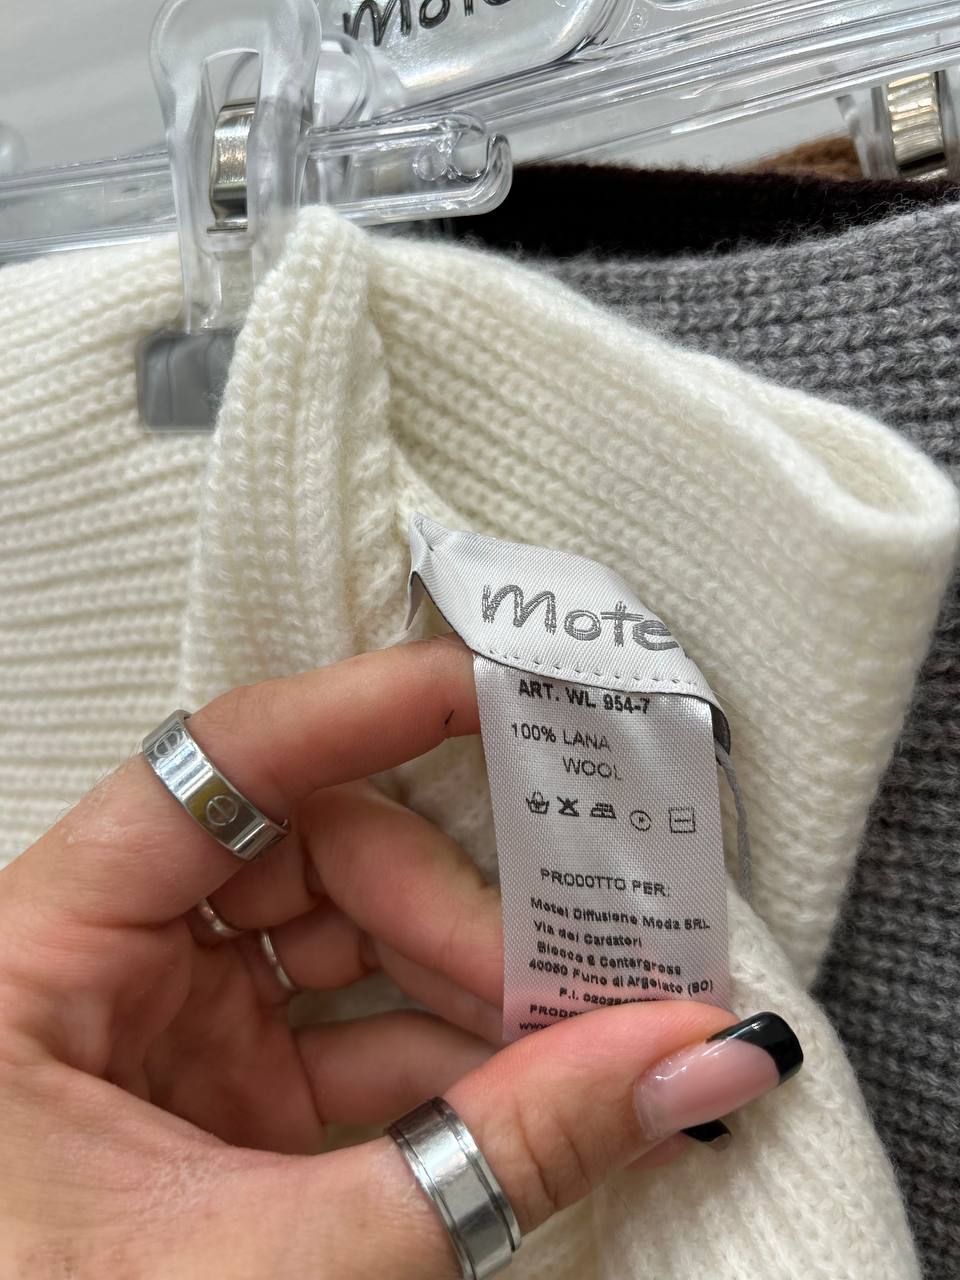 Mote
Mote
ART. WL 954-7
100% LANA
WOOL
PRODOTTO PER:
Motel Diffusione Moda SRL
Via dei Cardatori
Blocco 6 Centergross
40050 Funo di Argelato (BO)
P.I.